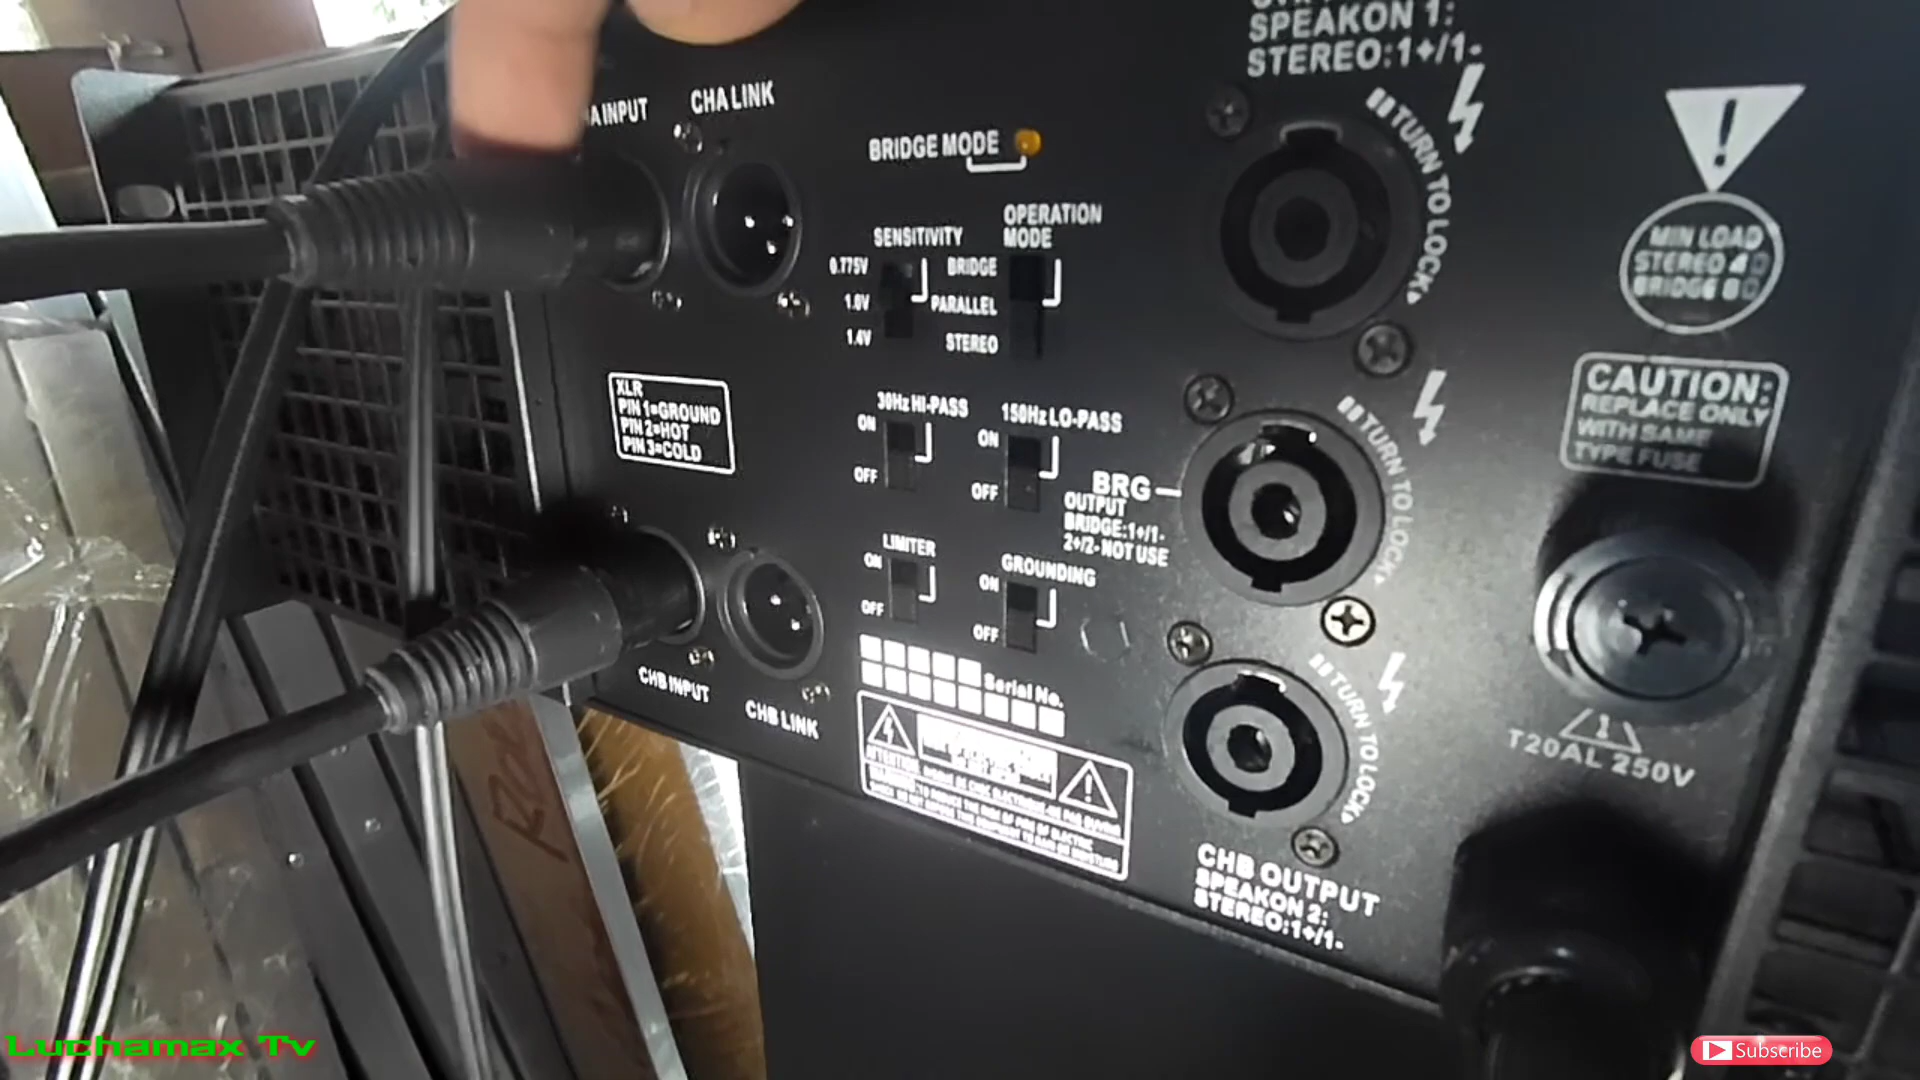 SPEAKON 1:
STEREO:1+/1-
A INPUT
CHA LINK
BRIDGE MODE
TURN TO LOCK
OPERATION
MODE
SENSITIVITY
0.775V
1.0V
1.4V
BRIDGE
PARALLEL
STEREO
MIN LOAD
STEREO 4Ω
BRIDGE 8Ω
XLR
PIN 1=GROUND
PIN 2=HOT
PIN 3=COLD
30Hz HI-PASS
ON
OFF
150Hz LO-PASS
ON
OFF
CAUTION:
REPLACE ONLY
WITH SAME
TYPE FUSE
TURN TO LOCK
BRG
OUTPUT
BRIDGE:1+/1-
2+/2- NOT USE
LIMITER
ON
OFF
GROUNDING
ON
OFF
CHB INPUT
CHB LINK
Serial No.
TURN TO LOCK
T20AL 250V
CHB OUTPUT
SPEAKON 2:
STEREO:1+/1-
Luchamax Tv
Subscribe